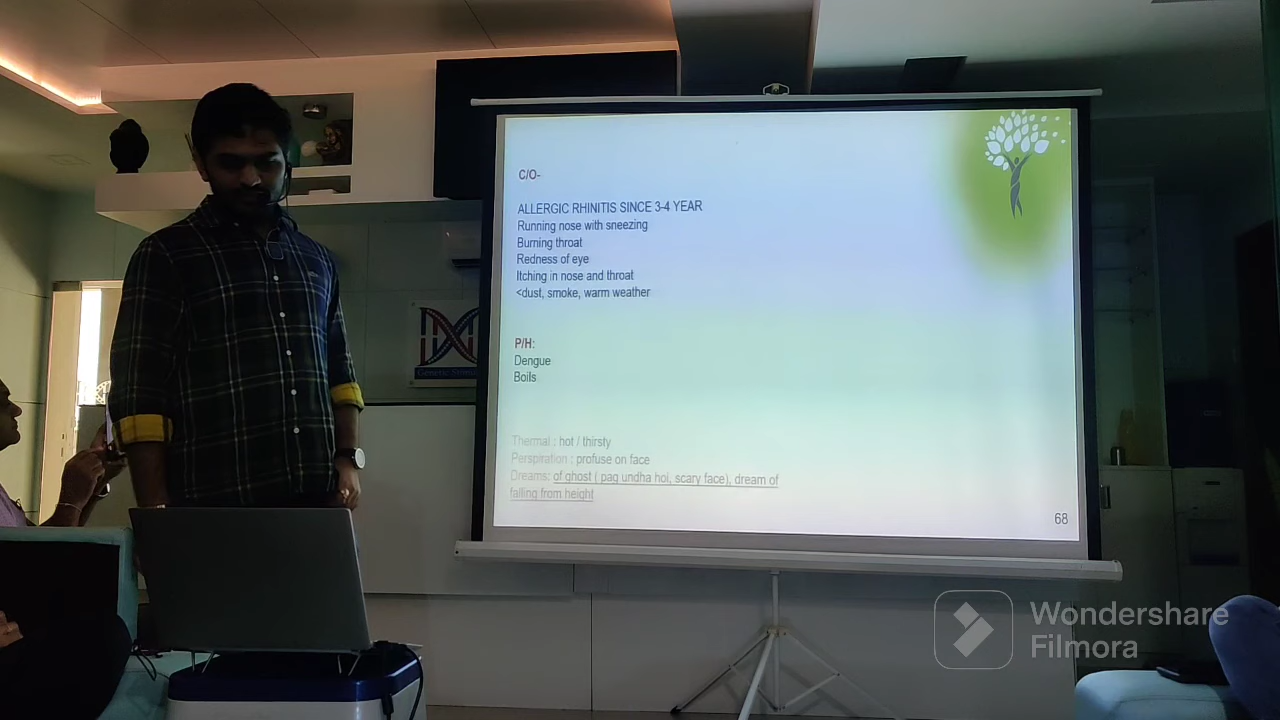 C/O-
ALLERGIC RHINITIS SINCE 3-4 YEAR
Running nose with sneezing
Burning throat
Redness of eye
Itching in nose and throat
<dust, smoke, warm weather
P/H:
Dengue
Boils
Thermal : hot / thirsty
Perspiration : profuse on face
Dreams: of ghost ( pag undha hoi, scary face), dream of
falling from height
68
Wondershare
Filmora